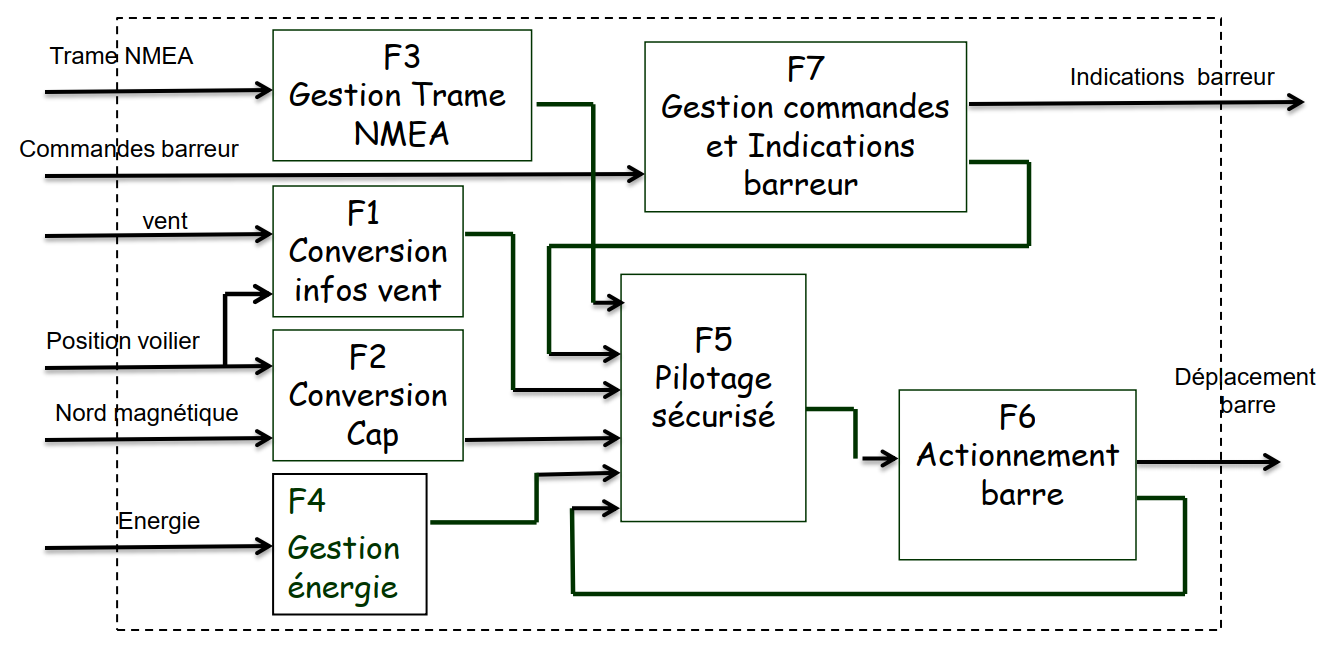 Trame NMEA
F3
Gestion Trame
NMEA
F7
Gestion commandes
et Indications
barreur
Indications barreur
Commandes barreur
vent
F1
Conversion
infos vent
Position voilier
F2
Conversion
Cap
Nord magnétique
F4
Gestion
énergie
Energie
F5
Pilotage
sécurisé
F6
Actionnement
barre
Déplacement
barre